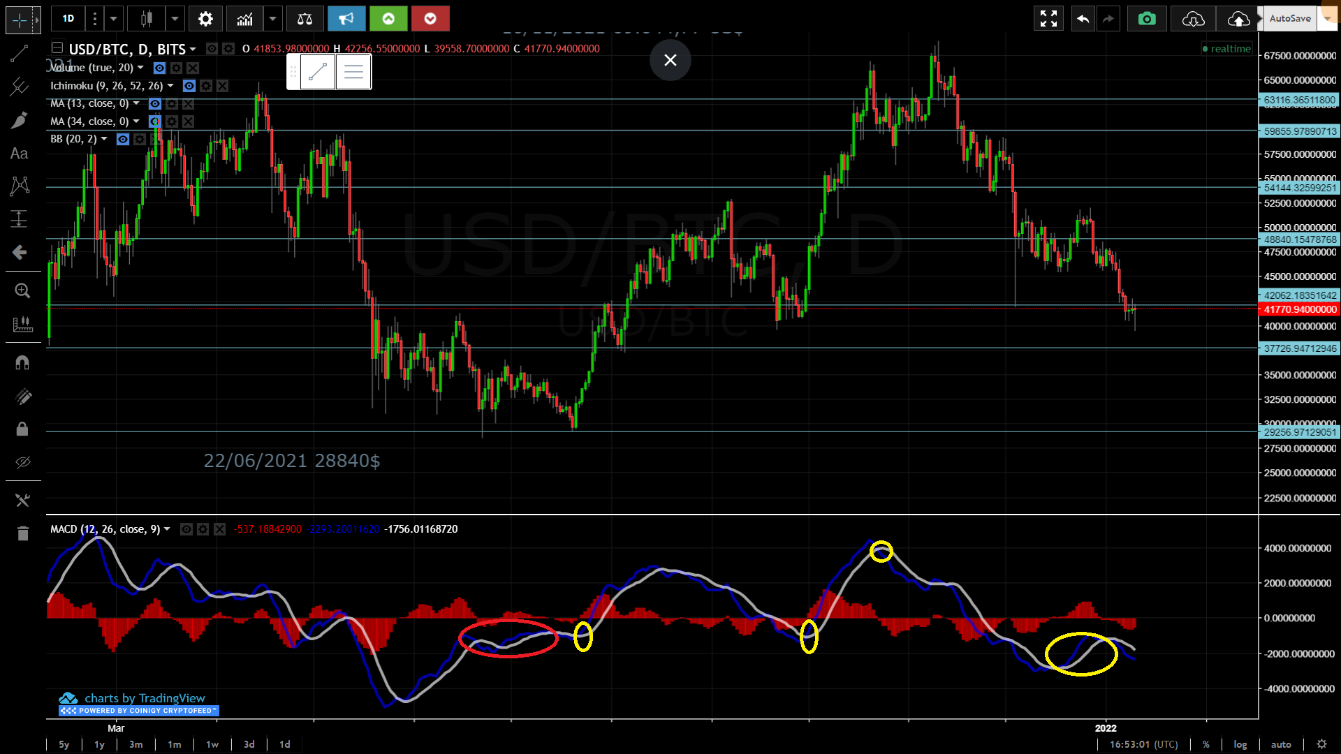 1D
AutoSave
USD/BTC, D, BITS
O 41853.98000000 H 42256.55000000 L 39558.70000000 C 41770.94000000
realtime
2021
Volume (true, 20)
Ichimoku (9, 26, 52, 26)
MA (13, close, 0)
MA (34, close, 0)
BB (20, 2)
Aa
USD/BTC, D
USD/BTC
67500.00000000
65000.00000000
63116.36511800
59855.97890713
57500.00000000
55000.00000000
54144.32599251
52500.00000000
50000.00000000
48840.15478768
47500.00000000
45000.00000000
42062.18351642
41770.94000000
40000.00000000
37726.94712946
35000.00000000
32500.00000000
30000.00000000
29256.97129051
27500.00000000
25000.00000000
22500.00000000
22/06/2021 28840$
MACD (12, 26, close, 9)
-537.18842900 -2293.20011620 -1756.01168720
4000.00000000
2000.00000000
0.00000000
-2000.00000000
-4000.00000000
charts by TradingView
POWERED BY COINIGY CRYPTOFEED
Mar
2022
5y 1y 3m 1m 1w 3d 1d
16:53:01 (UTC) % log auto